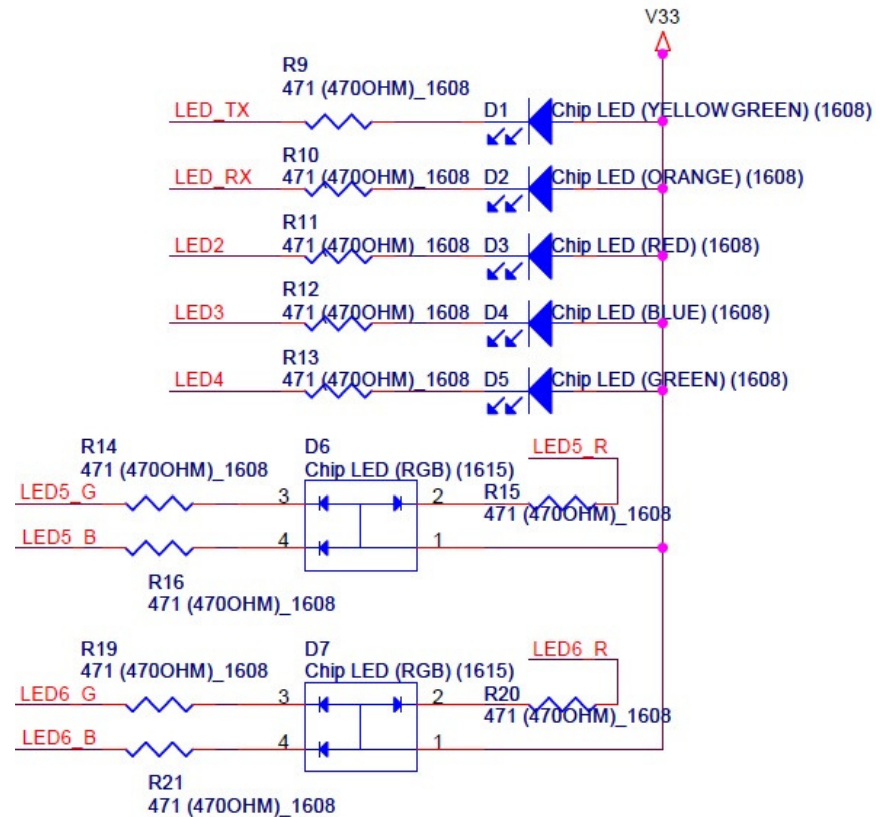 V33
R9
471 (470OHM)_1608
LED_TX
D1
Chip LED (YELLOWGREEN) (1608)
R10
LED_RX
471 (470OHM)_1608
D2
Chip LED (ORANGE) (1608)
R11
LED2
471 (470OHM)_1608
D3
Chip LED (RED) (1608)
R12
LED3
471 (470OHM)_1608
D4
Chip LED (BLUE) (1608)
R13
LED4
471 (470OHM)_1608
D5
Chip LED (GREEN) (1608)
R14
471 (470OHM)_1608
D6
Chip LED (RGB) (1615)
LED5_R
LED5_G
3
2
R15
471 (470OHM)_1608
LED5_B
4
1
R16
471 (470OHM)_1608
R19
471 (470OHM)_1608
D7
Chip LED (RGB) (1615)
LED6_R
LED6_G
3
2
R20
471 (470OHM)_1608
LED6_B
4
1
R21
471 (470OHM)_1608